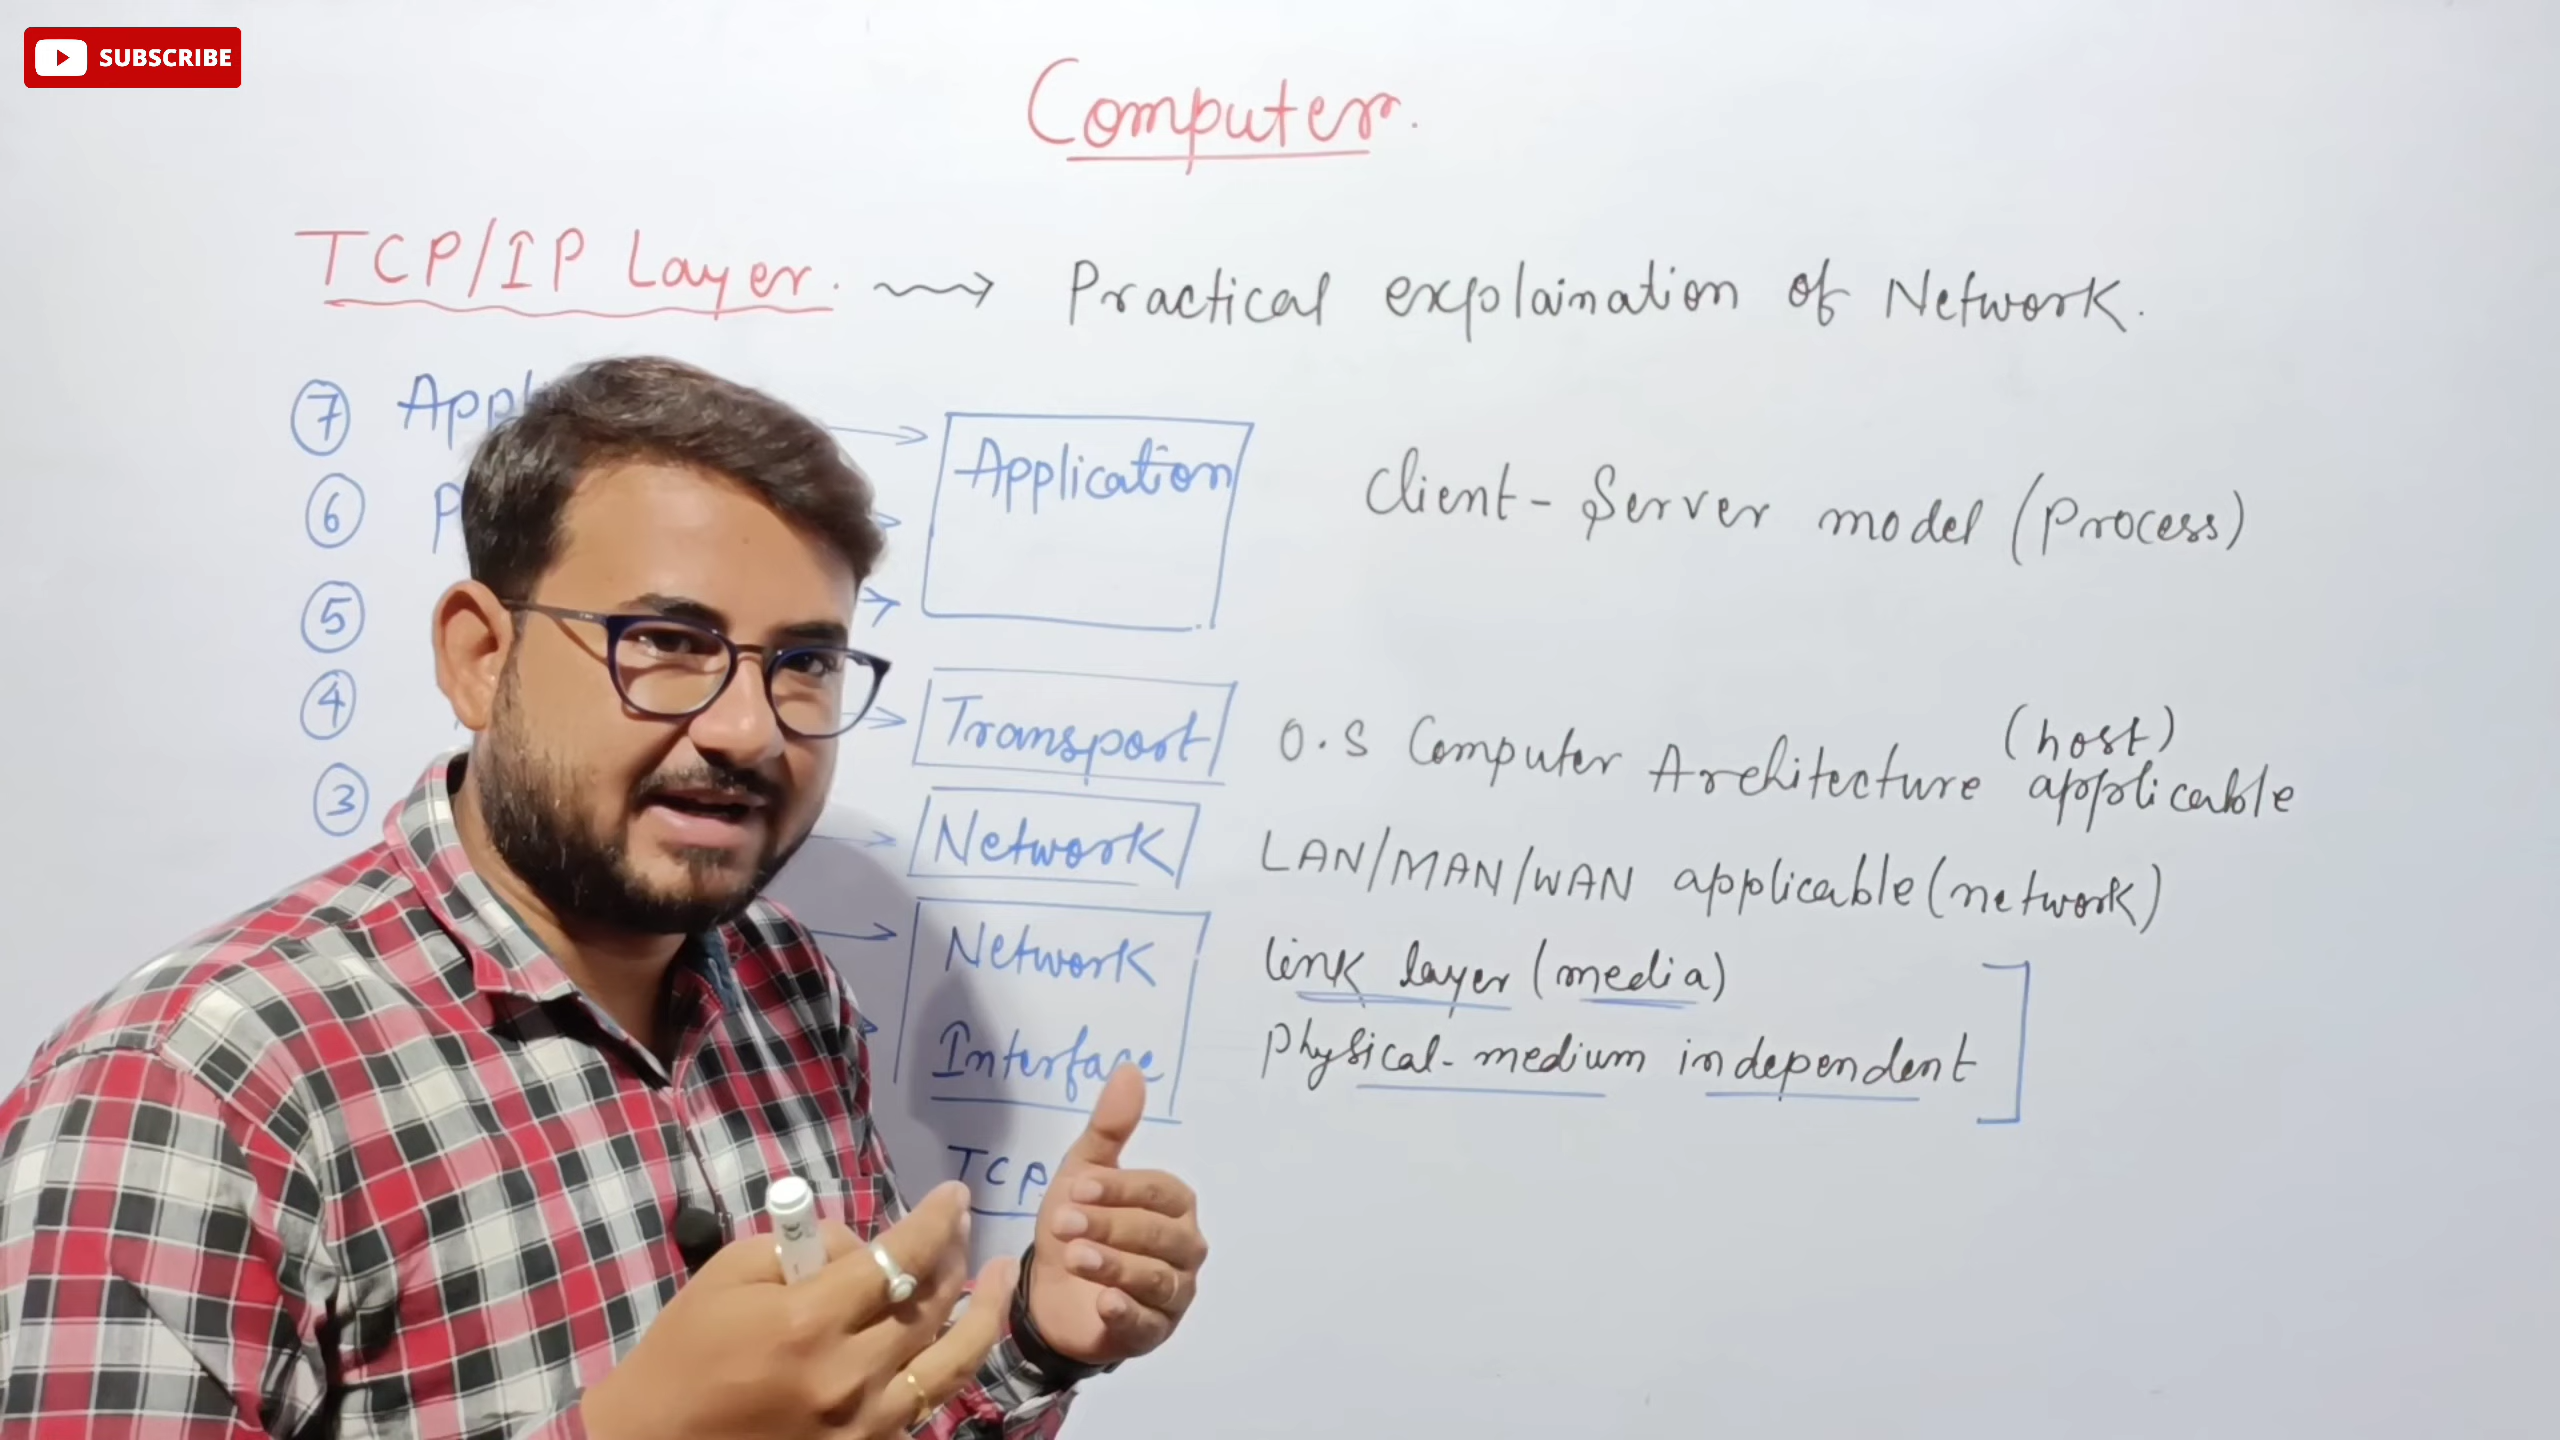 SUBSCRIBE
Computer.
TCP/IP Layer. → Practical explaination of Network.
7
6
5
4
3
Application
Client-Server model (Process)
Transport
O.S Computer Architecture (host) applicable
Network
LAN/MAN/WAN applicable (network)
Network
Interface
link layer (media)
Physical-medium independent
TCP